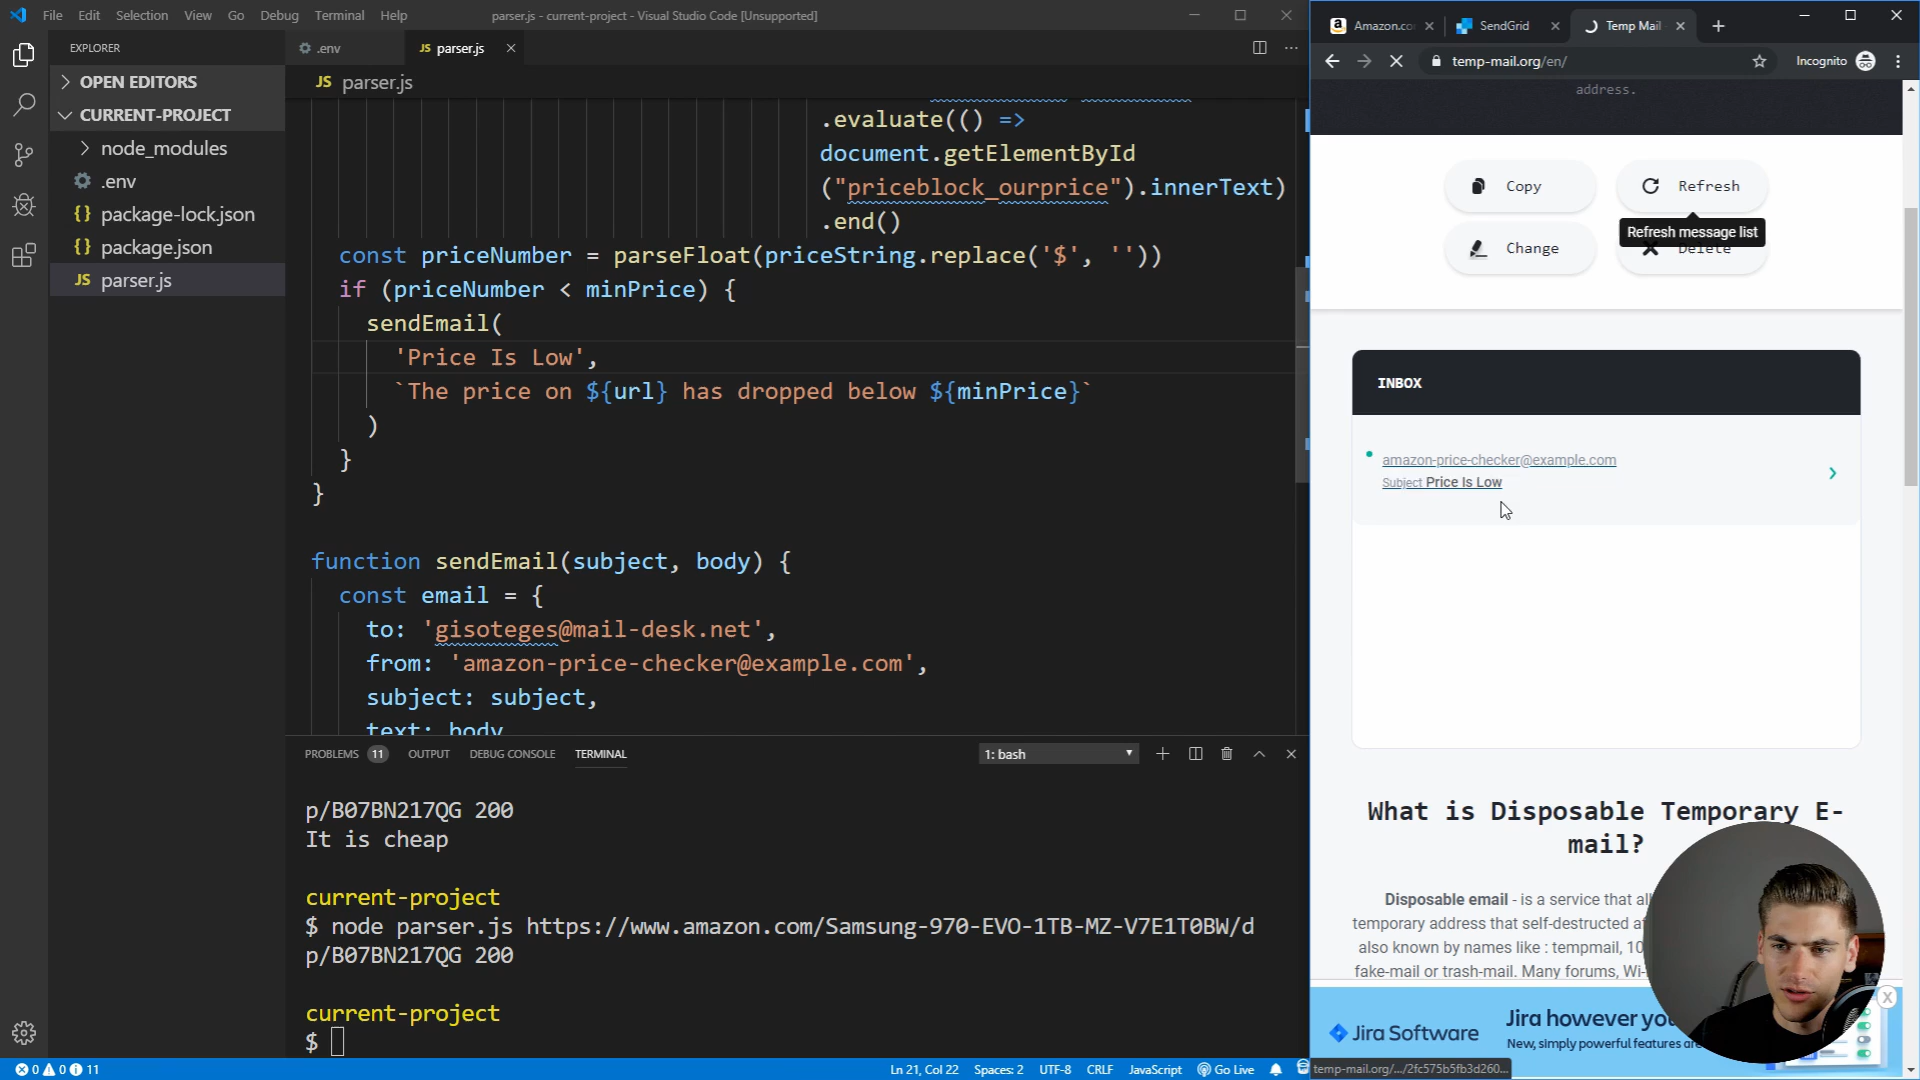 File Edit Selection View Go Debug Terminal Help
parser.js - current-project - Visual Studio Code [Unsupported]
EXPLORER
OPEN EDITORS
CURRENT-PROJECT
node_modules
.env
package-lock.json
package.json
JS parser.js
.env
JS parser.js
JS parser.js
.evaluate(() =>
document.getElementById
("priceblock_ourprice").innerText)
.end()
const priceNumber = parseFloat(priceString.replace('$', ''))
if (priceNumber < minPrice) {
sendEmail(
'Price Is Low',
`The price on ${url} has dropped below ${minPrice}`
)
}
}
function sendEmail(subject, body) {
const email = {
to: 'gisoteges@mail-desk.net',
from: 'amazon-price-checker@example.com',
subject: subject,
text: body
PROBLEMS 11 OUTPUT DEBUG CONSOLE TERMINAL
1: bash
p/B07BN217QG 200
It is cheap
current-project
$ node parser.js https://www.amazon.com/Samsung-970-EVO-1TB-MZ-V7E1T0BW/d
p/B07BN217QG 200
current-project
$
0 0 11
Ln 21, Col 22 Spaces: 2 UTF-8 CRLF JavaScript Go Live
Amazon.co
SendGrid
Temp Mail
temp-mail.org/en/
Incognito
address.
Copy
Refresh
Refresh message list
Change
Delete
INBOX
amazon-price-checker@example.com
Subject Price Is Low
What is Disposable Temporary E-
mail?
Disposable email - is a service that
temporary address that self-destructed
also known by names like : tempmail,
fake-mail or trash-mail. Many forums,
Jira Software
Jira however
New, simply powerful features
X
temp-mail.org/.../2fc575b5fb3d260...